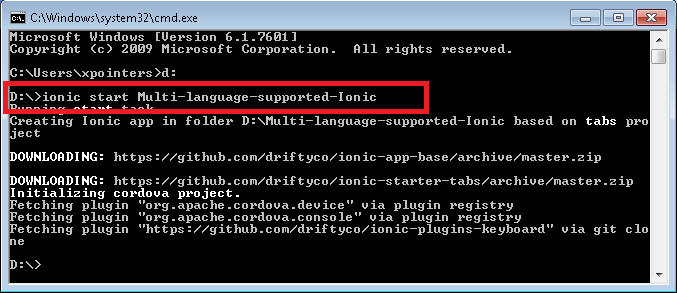 C:\Windows\system32\cmd.exe
Microsoft Windows [Version 6.1.7601]
Copyright (c) 2009 Microsoft Corporation.  All rights reserved.
C:\Users\xpointers>d:
D:\>ionic start Multi-language-supported-Ionic
Running start task...
Creating Ionic app in folder D:\Multi-language-supported-Ionic based on tabs pro
ject
DOWNLOADING: https://github.com/driftyco/ionic-app-base/archive/master.zip
DOWNLOADING: https://github.com/driftyco/ionic-starter-tabs/archive/master.zip
Initializing cordova project.
Fetching plugin "org.apache.cordova.device" via plugin registry
Fetching plugin "org.apache.cordova.console" via plugin registry
Fetching plugin "https://github.com/driftyco/ionic-plugins-keyboard" via git clo
ne
D:\>